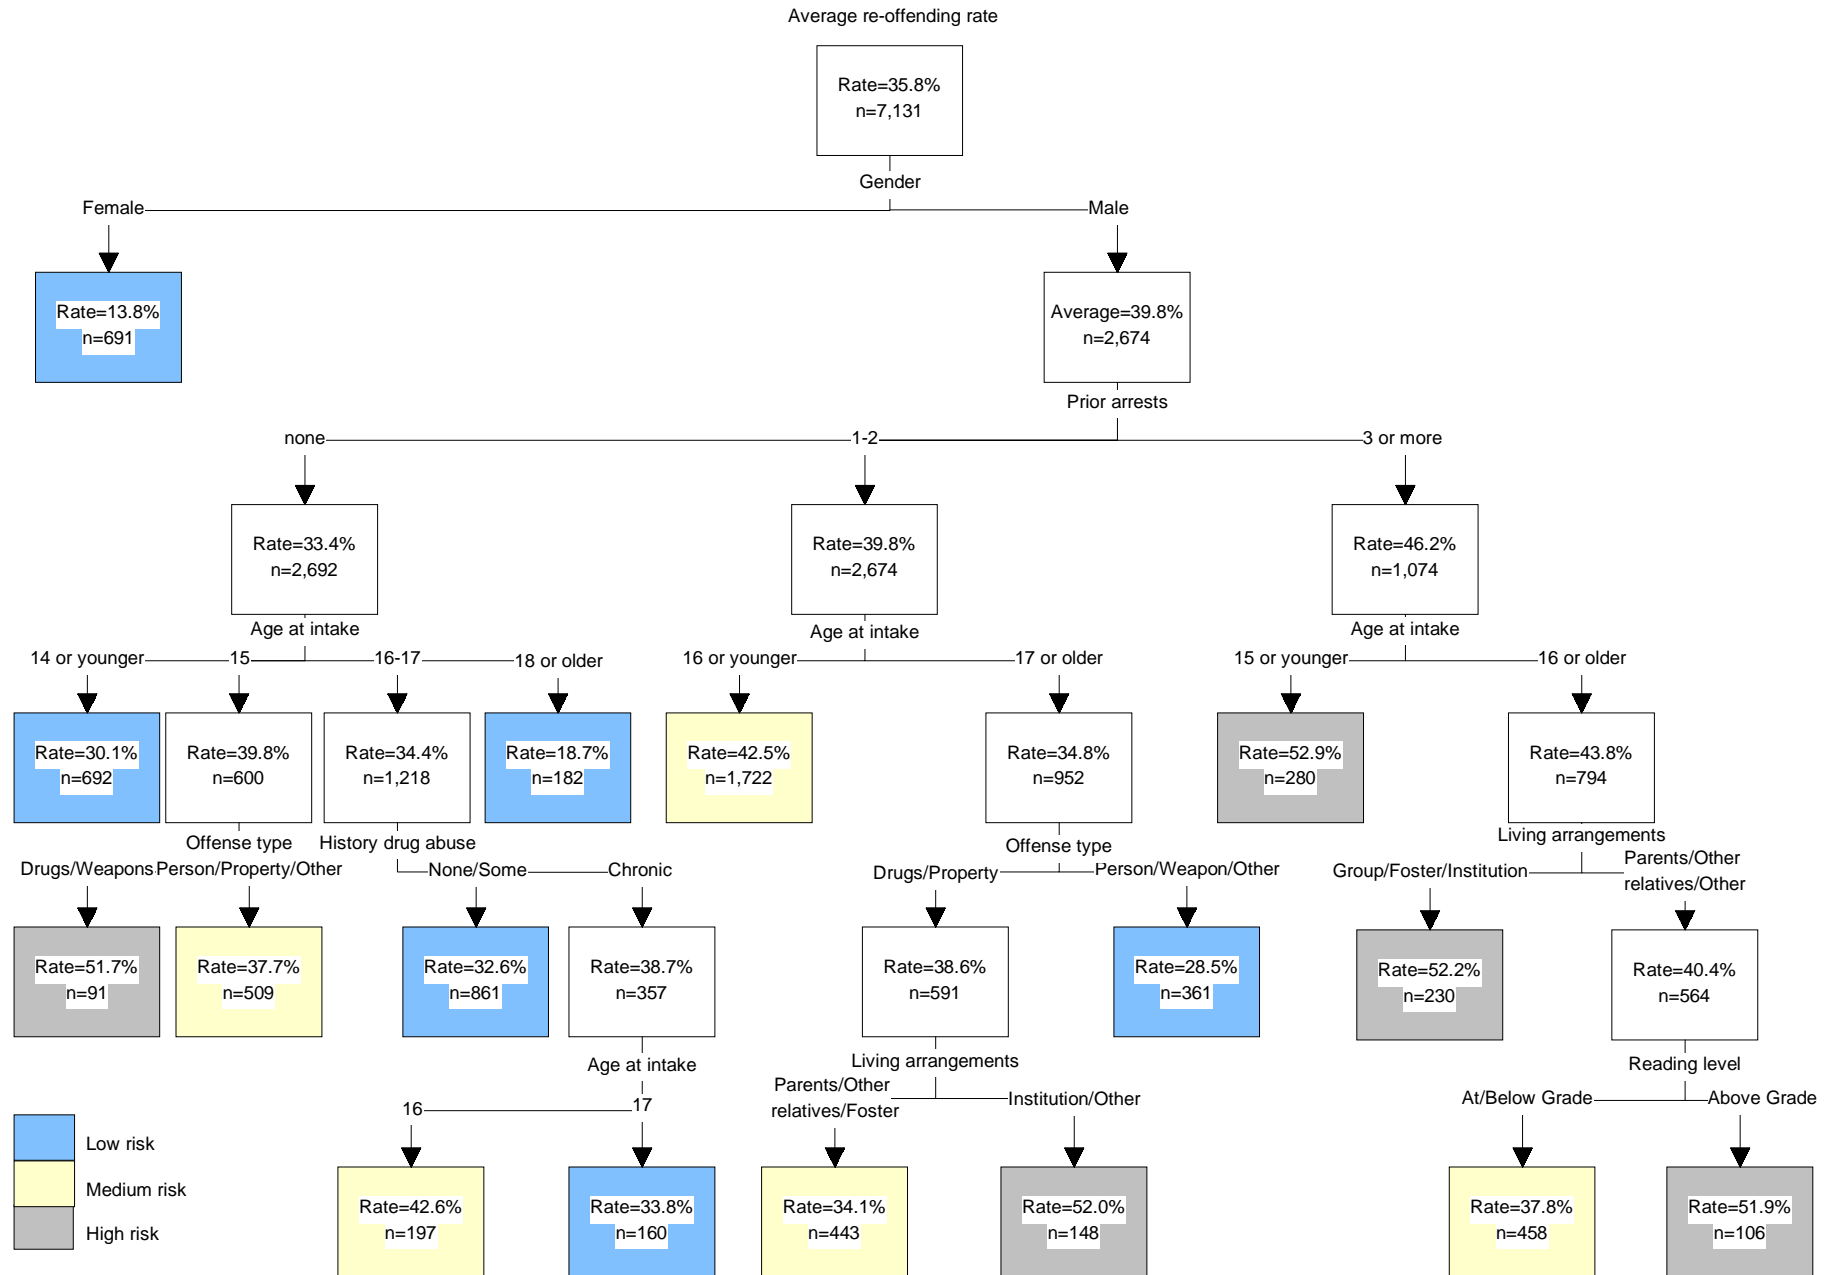 Average re-offending rate
Rate=35.8%
n=7,131
Gender
Female
Male
Rate=13.8%
n=691
Average=39.8%
n=2,674
Prior arrests
none
1-2
3 or more
Rate=33.4%
n=2,692
Rate=39.8%
n=2,674
Rate=46.2%
n=1,074
Age at intake
Age at intake
Age at intake
14 or younger
15
16-17
18 or older
16 or younger
17 or older
15 or younger
16 or older
Rate=30.1%
n=692
Rate=39.8%
n=600
Rate=34.4%
n=1,218
Rate=18.7%
n=182
Rate=42.5%
n=1,722
Rate=34.8%
n=952
Rate=52.9%
n=280
Rate=43.8%
n=794
Offense type
History drug abuse
Offense type
Living arrangements
Drugs/Weapons
Person/Property/Other
None/Some
Chronic
Drugs/Property
Person/Weapon/Other
Group/Foster/Institution
Parents/Other
relatives/Other
Rate=51.7%
n=91
Rate=37.7%
n=509
Rate=32.6%
n=861
Rate=38.7%
n=357
Rate=38.6%
n=591
Rate=28.5%
n=361
Rate=52.2%
n=230
Rate=40.4%
n=564
Age at intake
Living arrangements
Reading level
16
17
Parents/Other
relatives/Foster
Institution/Other
At/Below Grade
Above Grade
Rate=42.6%
n=197
Rate=33.8%
n=160
Rate=34.1%
n=443
Rate=52.0%
n=148
Rate=37.8%
n=458
Rate=51.9%
n=106
Low risk
Medium risk
High risk